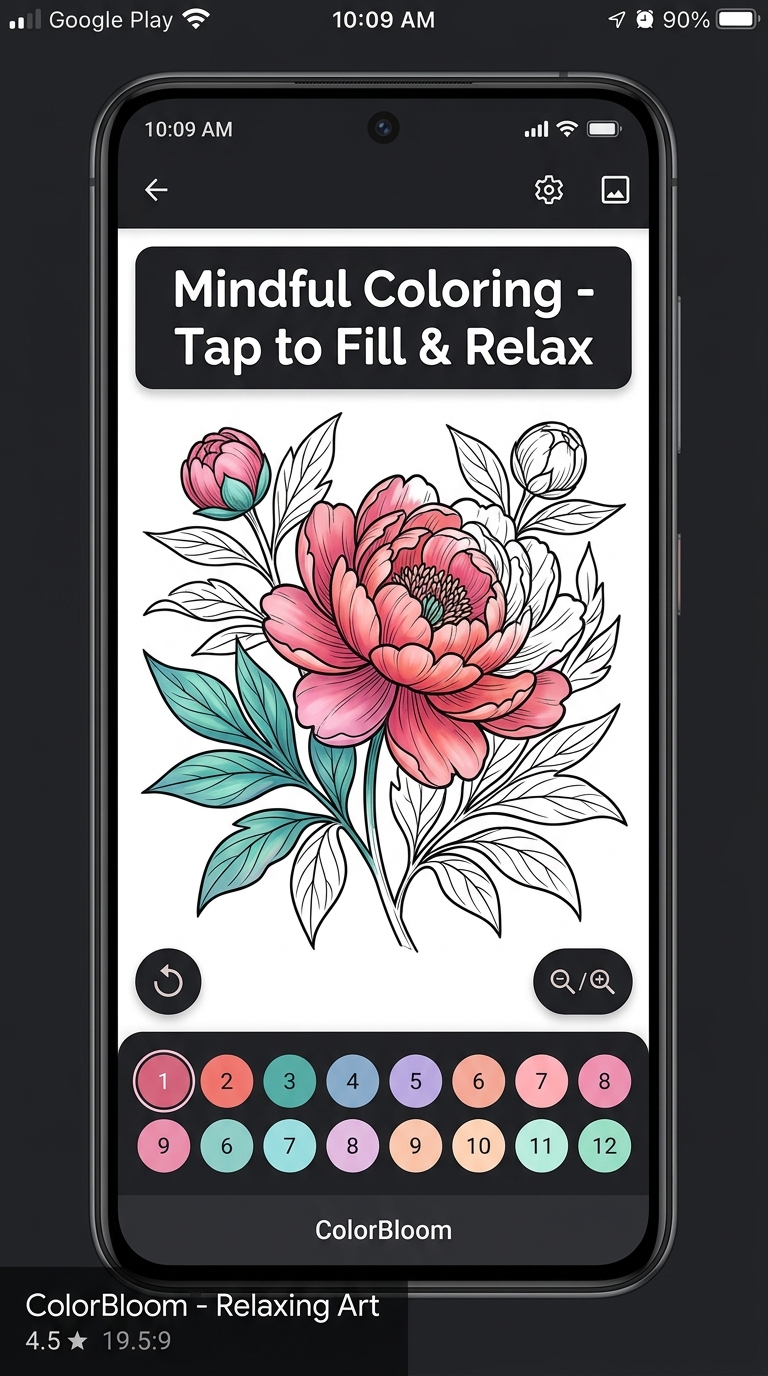 Google Play 10:09 AM 90%
10:09 AM
Mindful Coloring -
Tap to Fill & Relax
1 2 3 4 5 6 7 8
9 6 7 8 9 10 11 12
ColorBloom
ColorBloom - Relaxing Art
4.5 ★ 19.5:9